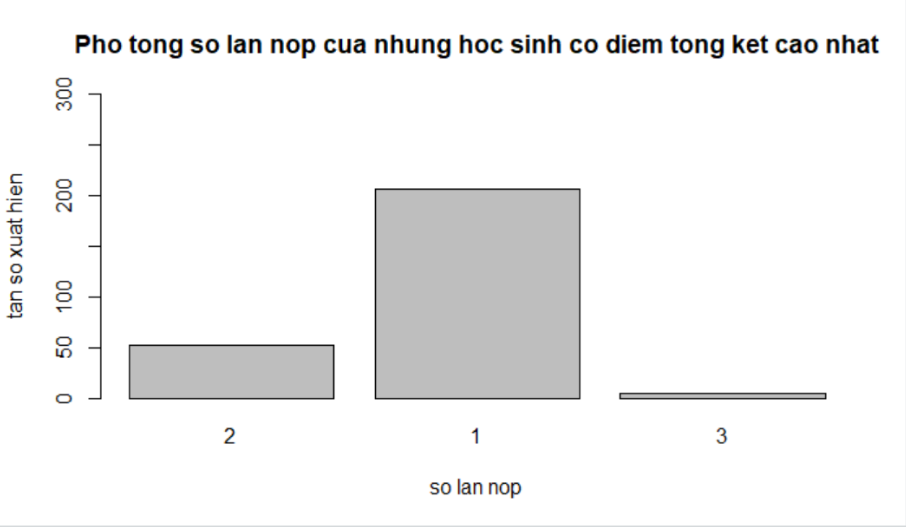 Pho tong so lan nop cua nhung hoc sinh co diem tong ket cao nhat
tan so xuat hien
300
200
100
50
0
2 1 3
so lan nop